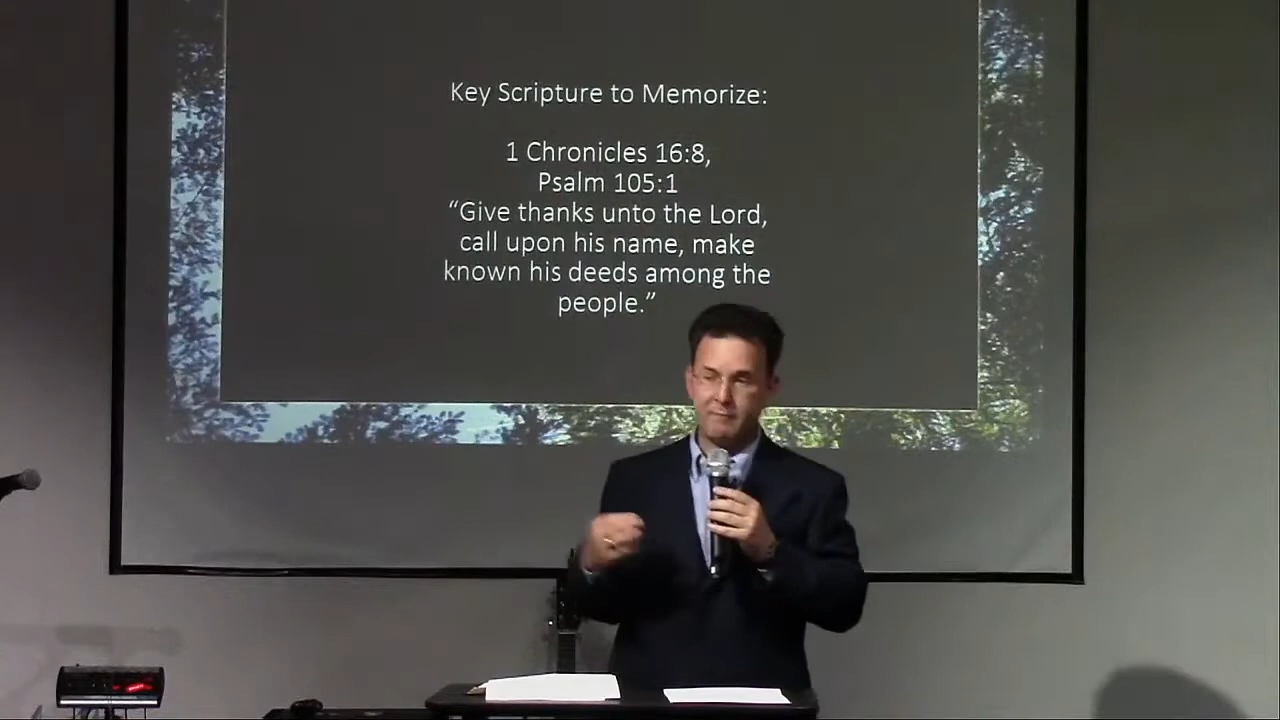 Key Scripture to Memorize:
1 Chronicles 16:8,
Psalm 105:1
“Give thanks unto the Lord,
call upon his name, make
known his deeds among the
people.”